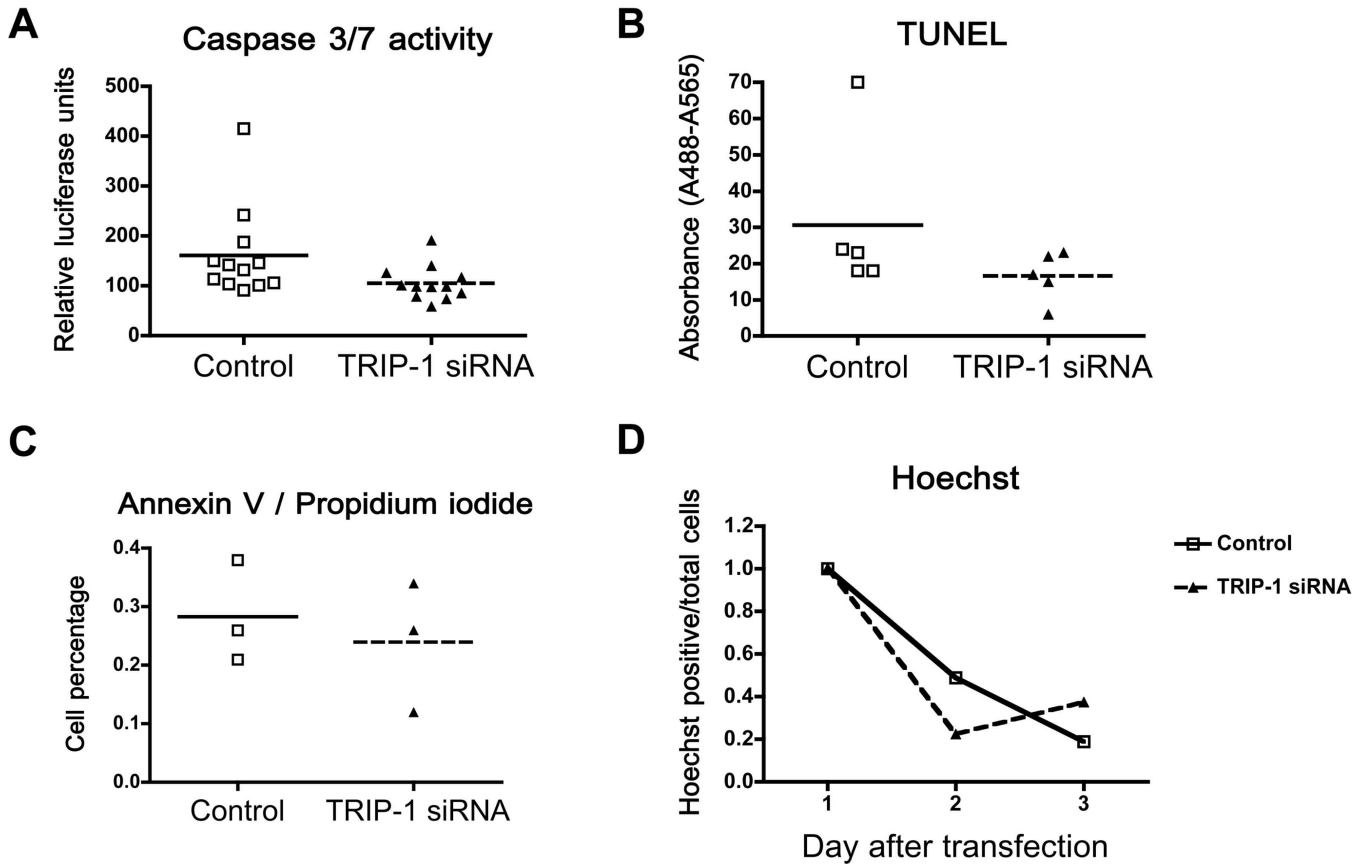 A
Caspase 3/7 activity
Relative luciferase units
500
400
300
200
100
0
Control
TRIP-1 siRNA
B
TUNEL
Absorbance (A488-A565)
70
60
50
40
30
20
10
0
Control
TRIP-1 siRNA
C
Annexin V / Propidium iodide
Cell percentage
0.4
0.3
0.2
0.1
0.0
Control
TRIP-1 siRNA
D
Hoechst
Hoechst positive/total cells
1.2
1.0
0.8
0.6
0.4
0.2
0.0
1
2
3
Day after transfection
Control
TRIP-1 siRNA